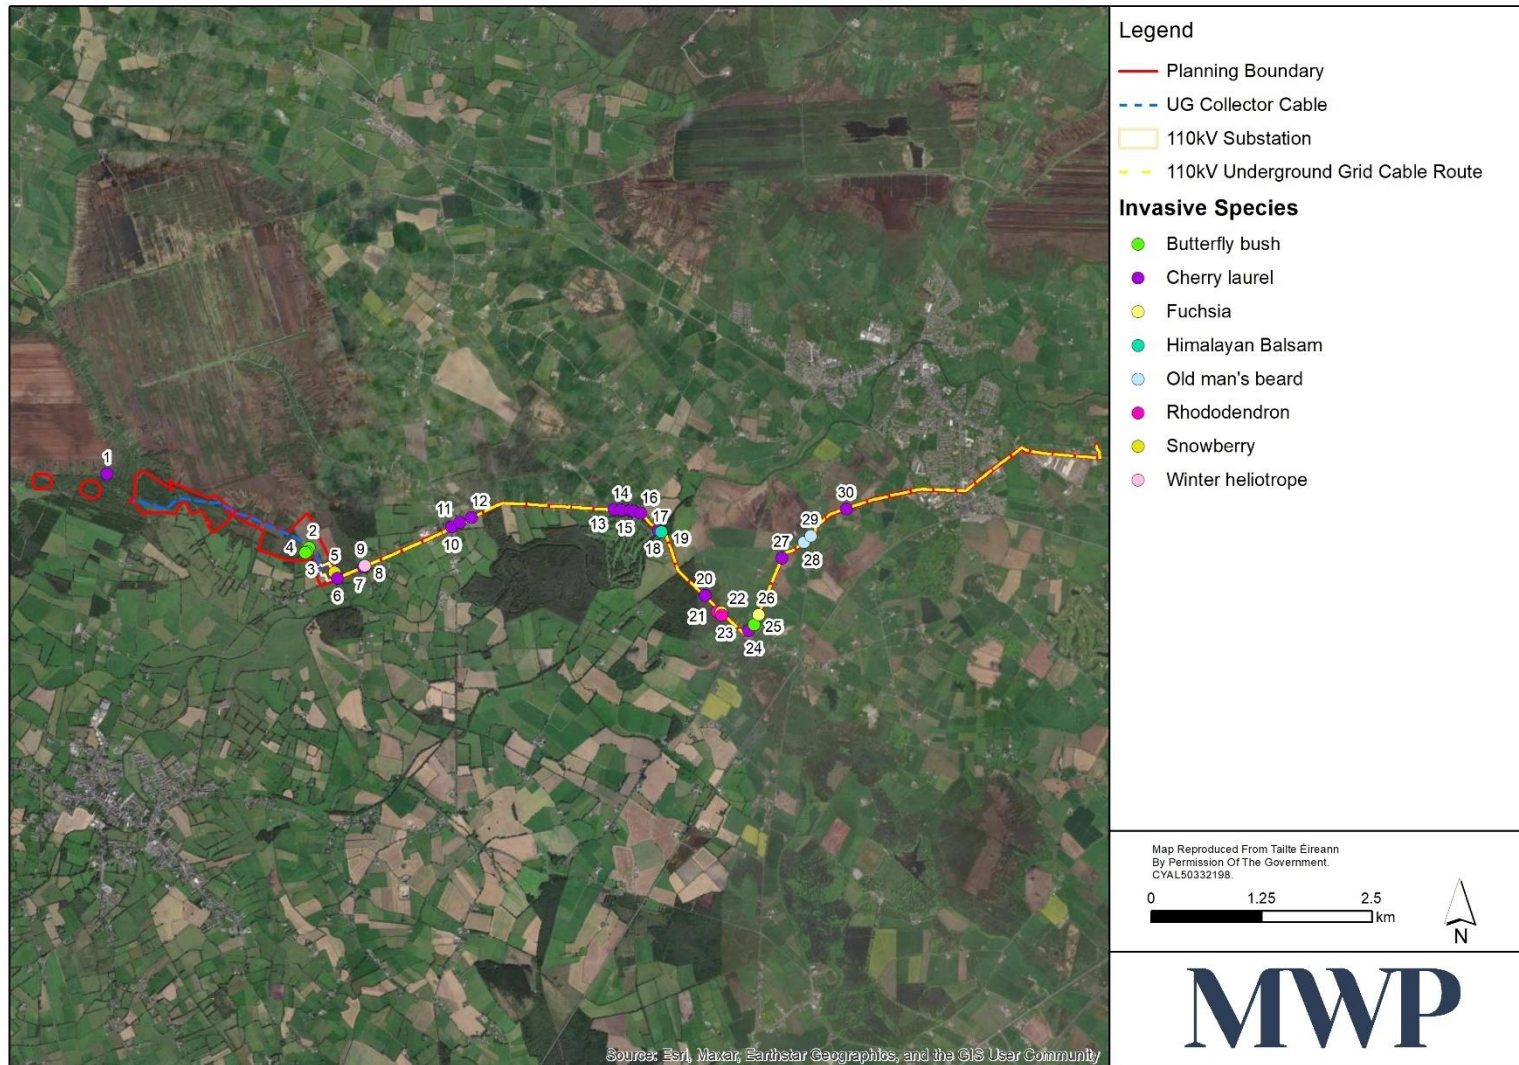 1
2
4
3
5
6
7
9
8
11
10
12
13
14
15
16
17
18
19
20
21
22
23
24
25
26
27
28
29
30
Source: Esri, Maxar, Earthstar Geographics, and the GIS User Community
Legend
Planning Boundary
UG Collector Cable
110kV Substation
110kV Underground Grid Cable Route
Invasive Species
Butterfly bush
Cherry laurel
Fuchsia
Himalayan Balsam
Old man's beard
Rhododendron
Snowberry
Winter heliotrope
Map Reproduced From Tailte Éireann
By Permission Of The Government.
CYAL50332198.
0 1.25 2.5
km
N
MWP